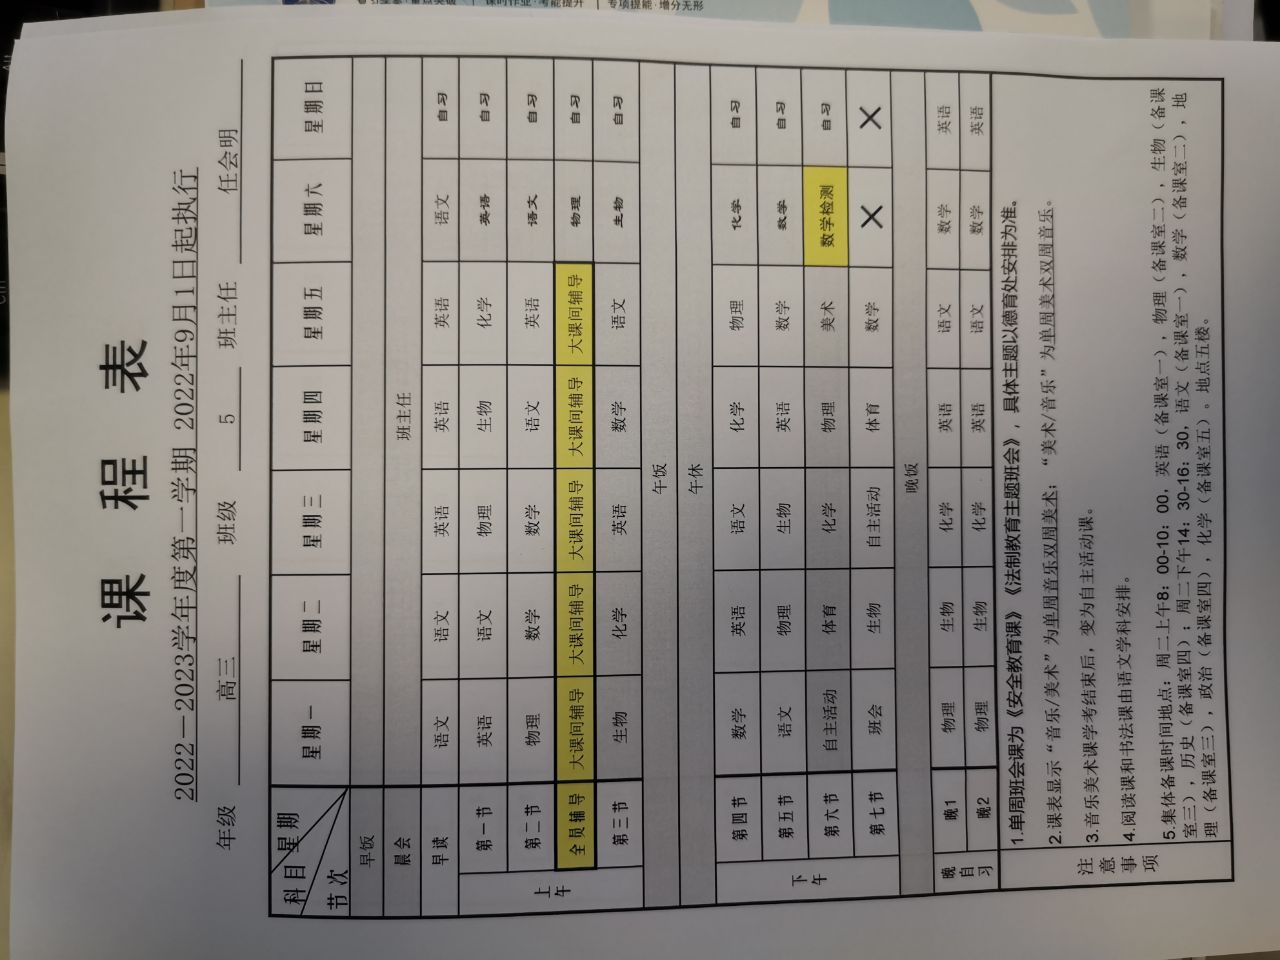 课 程 表
2022－2023学年度第一学期 2022年9月1日起执行
年级 高三 班级 5 班主任 任会明
科目 星期 节次 星期一 星期二 星期三 星期四 星期五 星期六 星期日
早饭
晨会 班主任
早读 语文 语文 英语 英语 英语 语文 自习
上午
第一节 英语 语文 物理 生物 化学 英语 自习
第二节 物理 数学 数学 语文 英语 语文 自习
全员辅导 大课间辅导 大课间辅导 大课间辅导 大课间辅导 大课间辅导 物理 自习
第三节 生物 化学 英语 数学 语文 生物 自习
午饭
午休
下午
第四节 数学 英语 语文 化学 物理 化学 自习
第五节 语文 物理 生物 英语 数学 数学 自习
第六节 自主活动 体育 化学 物理 美术 数学检测 自习
第七节 班会 生物 自主活动 体育 数学 × ×
晚饭
晚自习
晚1 物理 生物 化学 英语 语文 数学 英语
晚2 物理 生物 化学 英语 语文 数学 英语
注意事项
1.单周班会课为《安全教育课》《法制教育主题班会》，具体主题以德育处安排为准。
2.课表显示“音乐/美术”为单周音乐双周美术；“美术/音乐”为单周美术双周音乐。
3.音乐美术课学考结束后，变为自主活动课。
4.阅读课和书法课由语文学科安排。
5.集体备课时间地点：周二上午8：00-10：00，英语（备课室一），物理（备课室二），生物（备课
室三），历史（备课室四）；周二下午14：30-16：30，语文（备课室一），数学（备课室二），地
理（备课室三），政治（备课室四），化学（备课室五）。地点五楼。